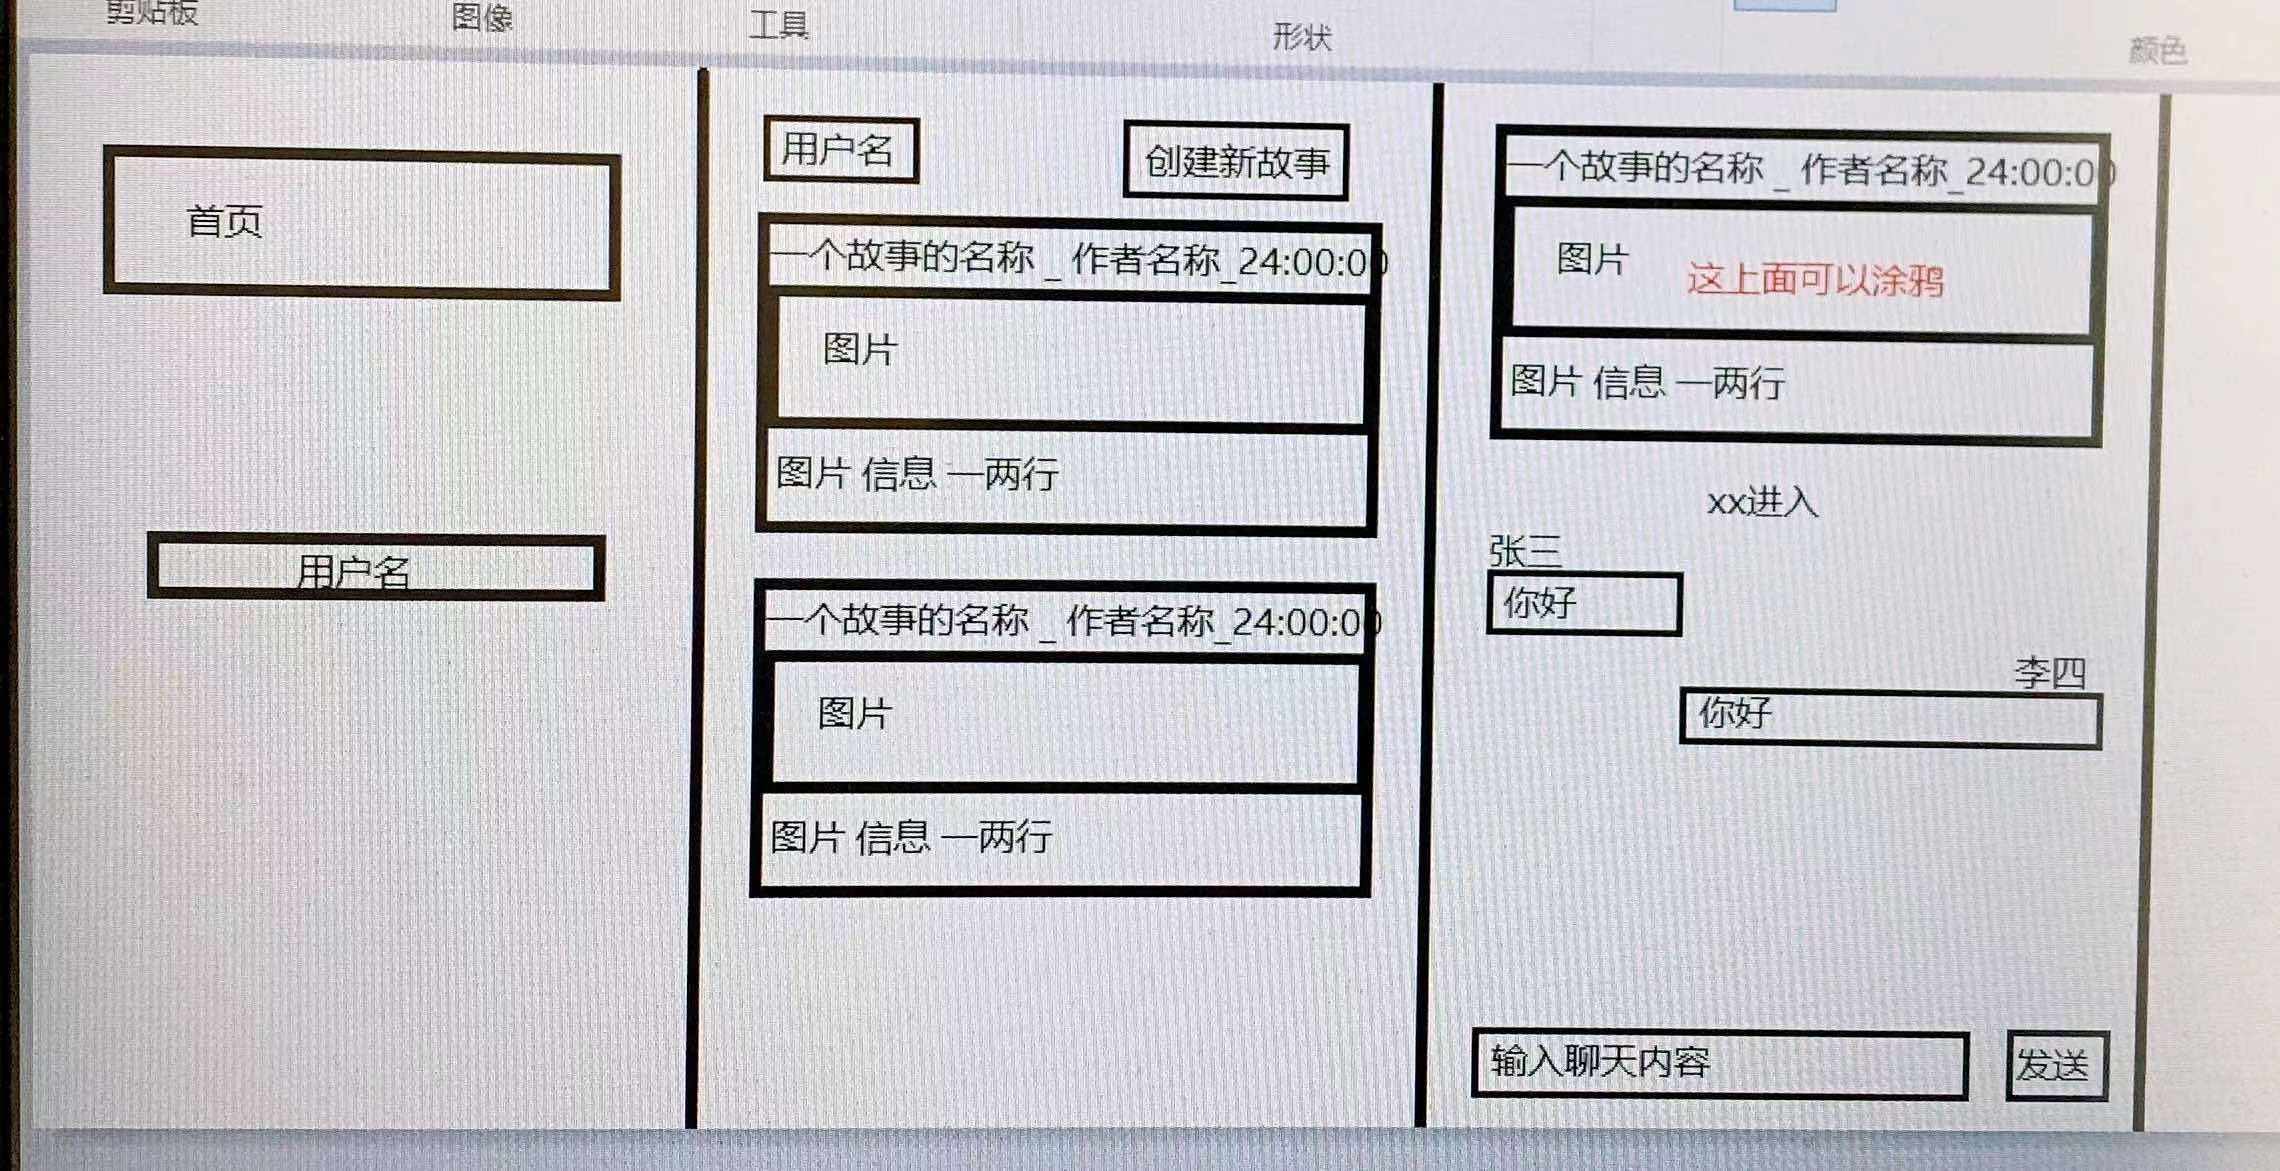 剪贴板
图像
工具
形状
颜色
首页
用户名
用户名
创建新故事
一个故事的名称 _ 作者名称_24:00:00
图片
图片 信息 一两行
一个故事的名称 _ 作者名称_24:00:00
图片
图片 信息 一两行
一个故事的名称 _ 作者名称_24:00:00
图片
这上面可以涂鸦
图片 信息 一两行
xx进入
张三
你好
李四
你好
输入聊天内容
发送